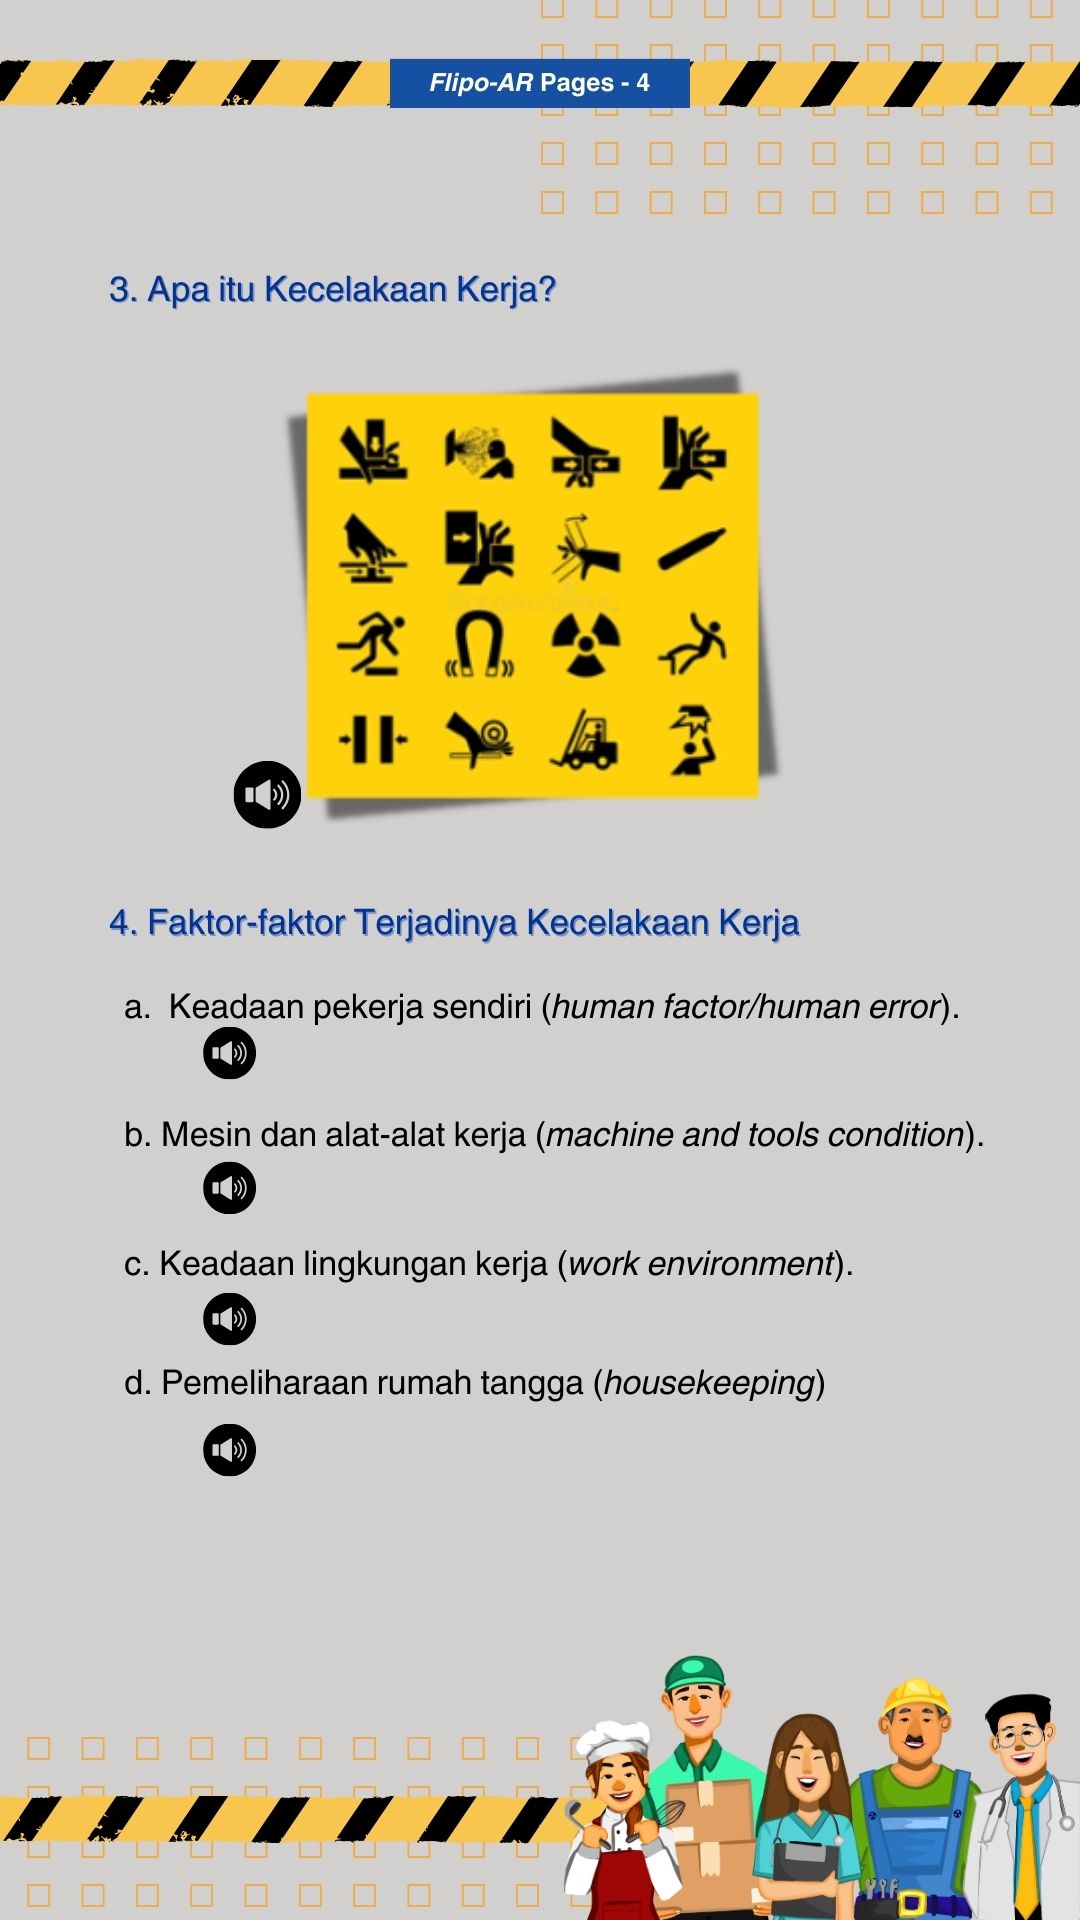 Flipo-AR Pages - 4
3. Apa itu Kecelakaan Kerja?
4. Faktor-faktor Terjadinya Kecelakaan Kerja
a. Keadaan pekerja sendiri (human factor/human error).
b. Mesin dan alat-alat kerja (machine and tools condition).
c. Keadaan lingkungan kerja (work environment).
d. Pemeliharaan rumah tangga (housekeeping)